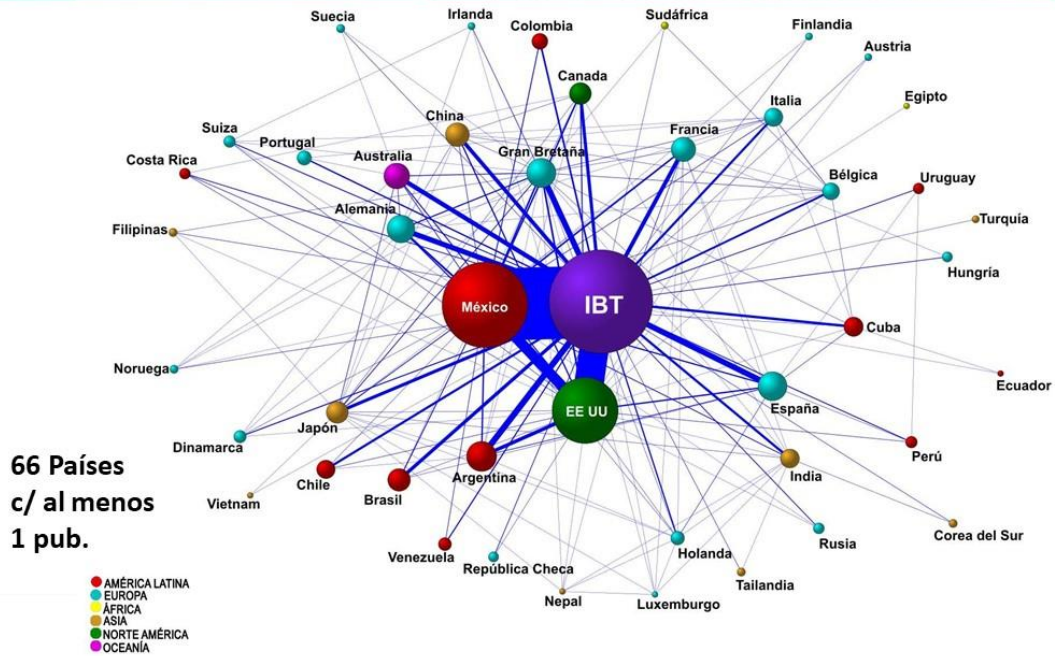 Suecia
Irlanda
Colombia
Sudáfrica
Finlandia
Austria
Canada
Egipto
Italia
China
Francia
Suiza
Portugal
Gran Bretaña
Costa Rica
Australia
Bélgica
Uruguay
Alemania
Turquía
Filipinas
Hungría
México
IBT
Cuba
Noruega
Ecuador
EE UU
España
Japón
Dinamarca
Perú
Argentina
India
Chile
Brasil
66 Países
c/ al menos
1 pub.
Vietnam
Corea del Sur
Rusia
Venezuela
República Checa
Holanda
Tailandia
Nepal
Luxemburgo
AMÉRICA LATINA
EUROPA
ÁFRICA
ASIA
NORTE AMÉRICA
OCEANÍA